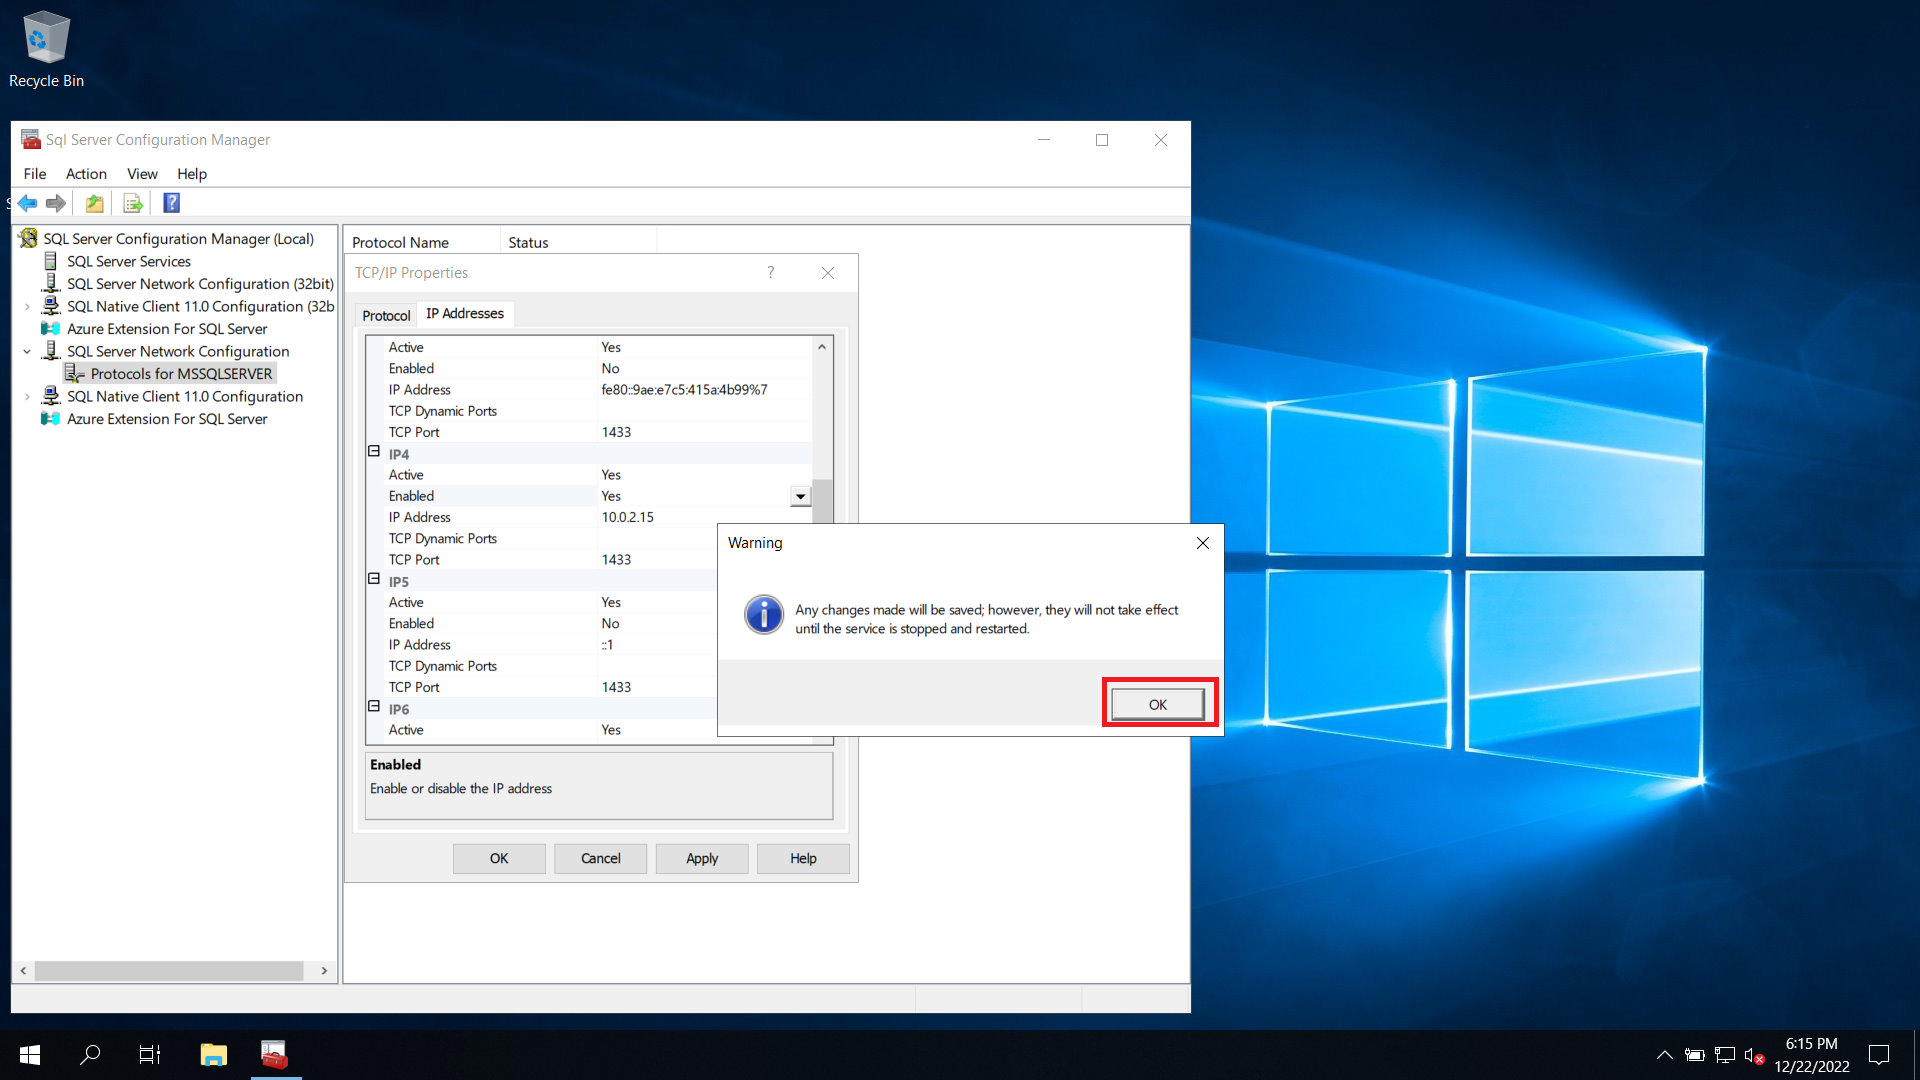 Recycle Bin
Sql Server Configuration Manager
File Action View Help
SQL Server Configuration Manager (Local)
SQL Server Services
SQL Server Network Configuration (32bit)
SQL Native Client 11.0 Configuration (32b
Azure Extension For SQL Server
SQL Server Network Configuration
Protocols for MSSQLSERVER
SQL Native Client 11.0 Configuration
Azure Extension For SQL Server
Protocol Name Status
TCP/IP Properties ?
Protocol IP Addresses
Active Yes
Enabled No
IP Address fe80::9ae:e7c5:415a:4b99%7
TCP Dynamic Ports
TCP Port 1433
IP4
Active Yes
Enabled Yes
IP Address 10.0.2.15
TCP Dynamic Ports
TCP Port 1433
IP5
Active Yes
Enabled No
IP Address ::1
TCP Dynamic Ports
TCP Port 1433
IP6
Active Yes
Enabled
Enable or disable the IP address
OK Cancel Apply Help
Warning
Any changes made will be saved; however, they will not take effect
until the service is stopped and restarted.
OK
6:15 PM
12/22/2022